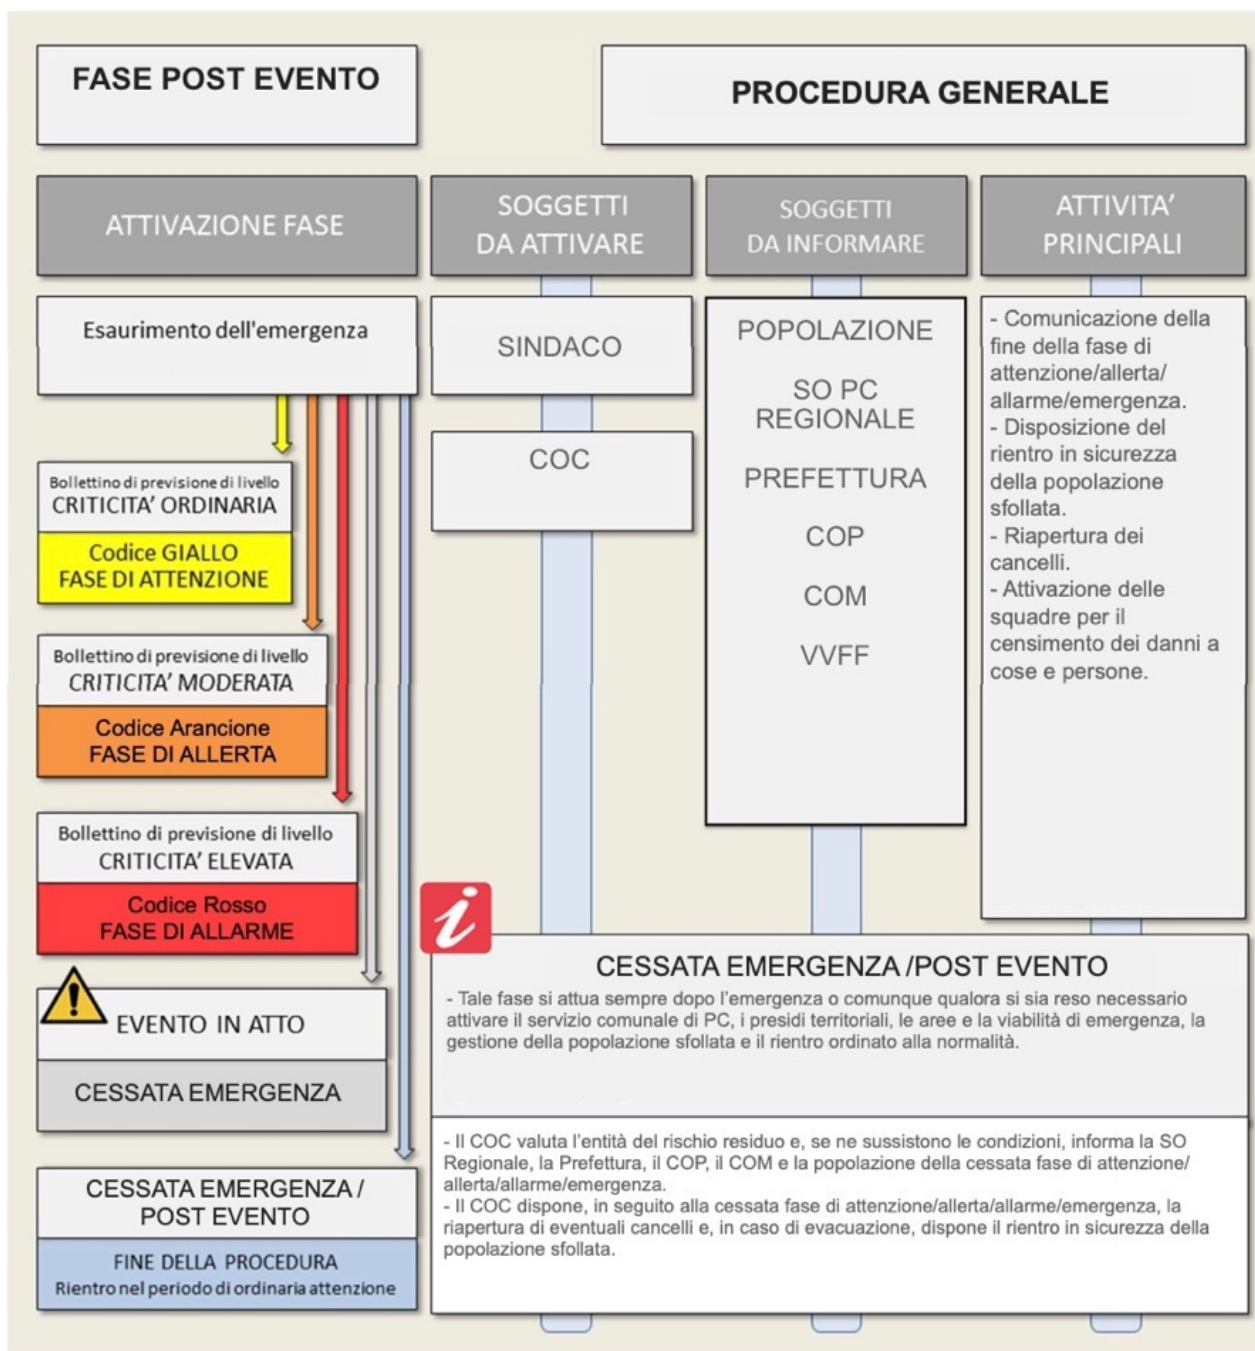 FASE POST EVENTO
PROCEDURA GENERALE
ATTIVAZIONE FASE
SOGGETTI
DA ATTIVARE
SOGGETTI
DA INFORMARE
ATTIVITA’
PRINCIPALI
Esaurimento dell'emergenza
Bollettino di previsione di livello
CRITICITA’ ORDINARIA
Codice GIALLO
FASE DI ATTENZIONE
Bollettino di previsione di livello
CRITICITA’ MODERATA
Codice Arancione
FASE DI ALLERTA
Bollettino di previsione di livello
CRITICITA’ ELEVATA
Codice Rosso
FASE DI ALLARME
EVENTO IN ATTO
CESSATA EMERGENZA
CESSATA EMERGENZA /
POST EVENTO
FINE DELLA PROCEDURA
Rientro nel periodo di ordinaria attenzione
SINDACO
COC
POPOLAZIONE
SO PC
REGIONALE
PREFETTURA
COP
COM
VVFF
- Comunicazione della
fine della fase di
attenzione/allerta/
allarme/emergenza.
- Disposizione del
rientro in sicurezza
della popolazione
sfollata.
- Riapertura dei
cancelli.
- Attivazione delle
squadre per il
censimento dei danni a
cose e persone.
i
CESSATA EMERGENZA /POST EVENTO
- Tale fase si attua sempre dopo l’emergenza o comunque qualora si sia reso necessario
attivare il servizio comunale di PC, i presidi territoriali, le aree e la viabilità di emergenza, la
gestione della popolazione sfollata e il rientro ordinato alla normalità.
- Il COC valuta l’entità del rischio residuo e, se ne sussistono le condizioni, informa la SO
Regionale, la Prefettura, il COP, il COM e la popolazione della cessata fase di attenzione/
allerta/allarme/emergenza.
- Il COC dispone, in seguito alla cessata fase di attenzione/allerta/allarme/emergenza, la
riapertura di eventuali cancelli e, in caso di evacuazione, dispone il rientro in sicurezza della
popolazione sfollata.